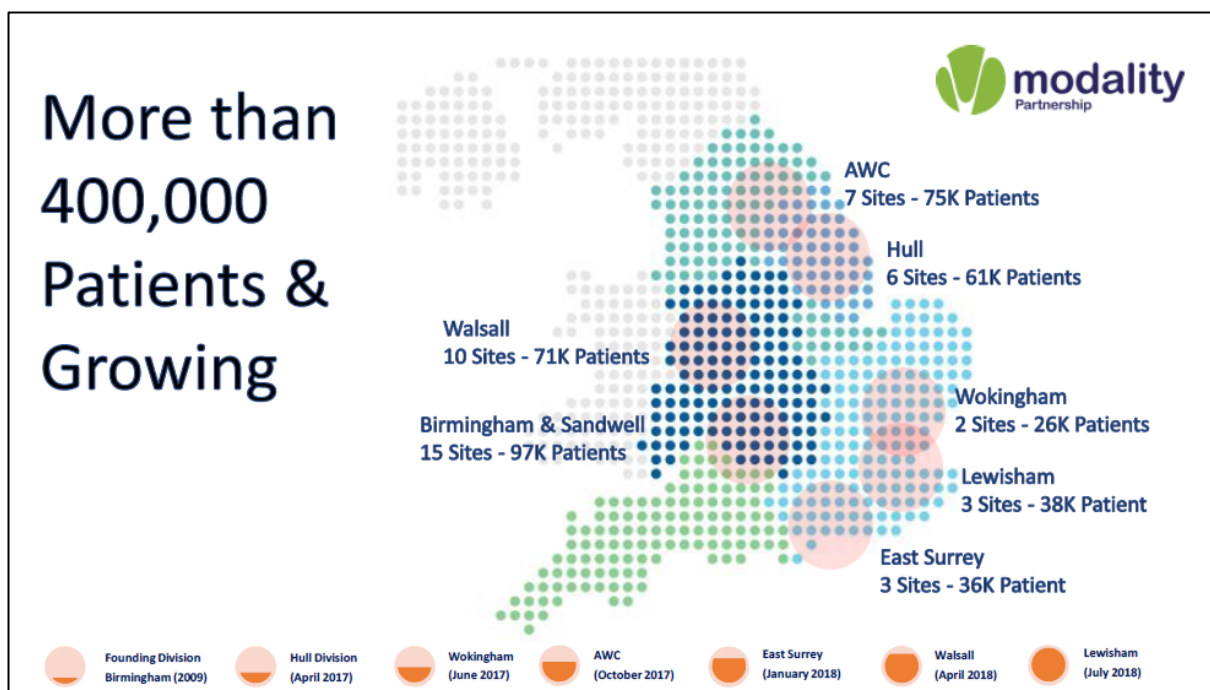 More than
400,000
Patients &
Growing
modality
Partnership
AWC
7 Sites - 75K Patients
Hull
6 Sites - 61K Patients
Walsall
10 Sites - 71K Patients
Wokingham
2 Sites - 26K Patients
Birmingham & Sandwell
15 Sites - 97K Patients
Lewisham
3 Sites - 38K Patient
East Surrey
3 Sites - 36K Patient
Founding Division
Birmingham (2009)
Hull Division
(April 2017)
Wokingham
(June 2017)
AWC
(October 2017)
East Surrey
(January 2018)
Walsall
(April 2018)
Lewisham
(July 2018)